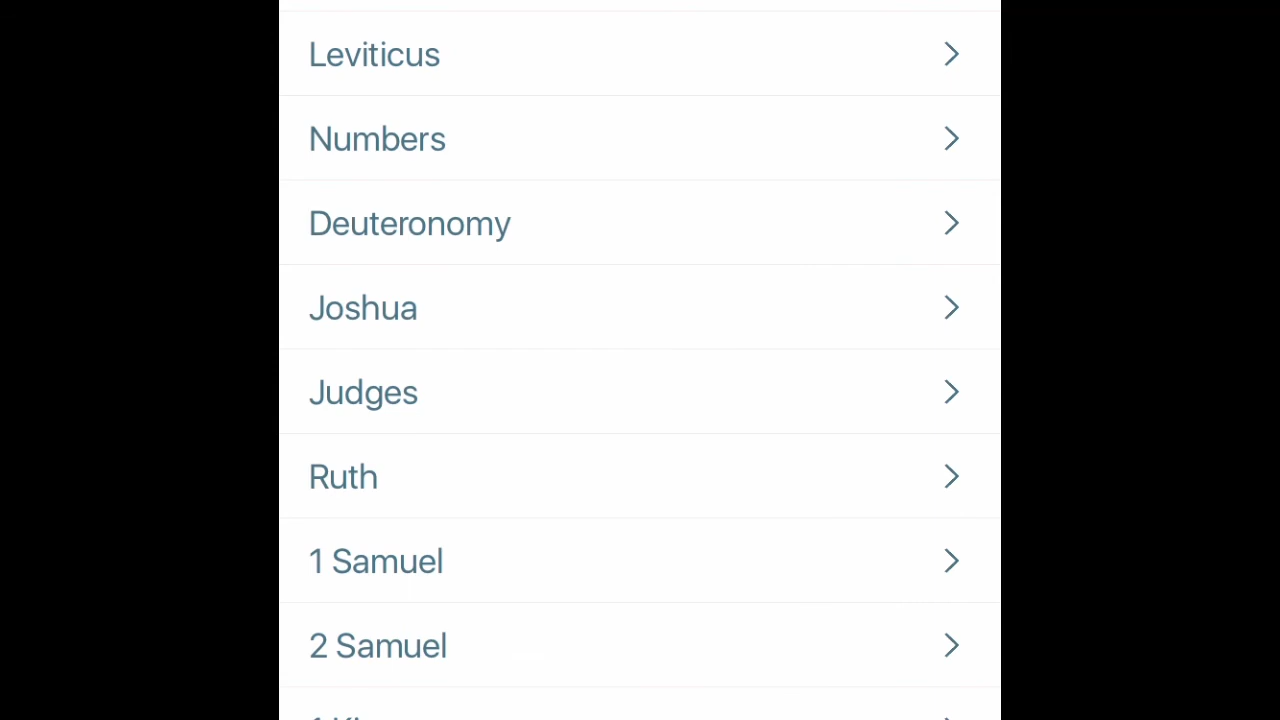 Leviticus
Numbers
Deuteronomy
Joshua
Judges
Ruth
1 Samuel
2 Samuel